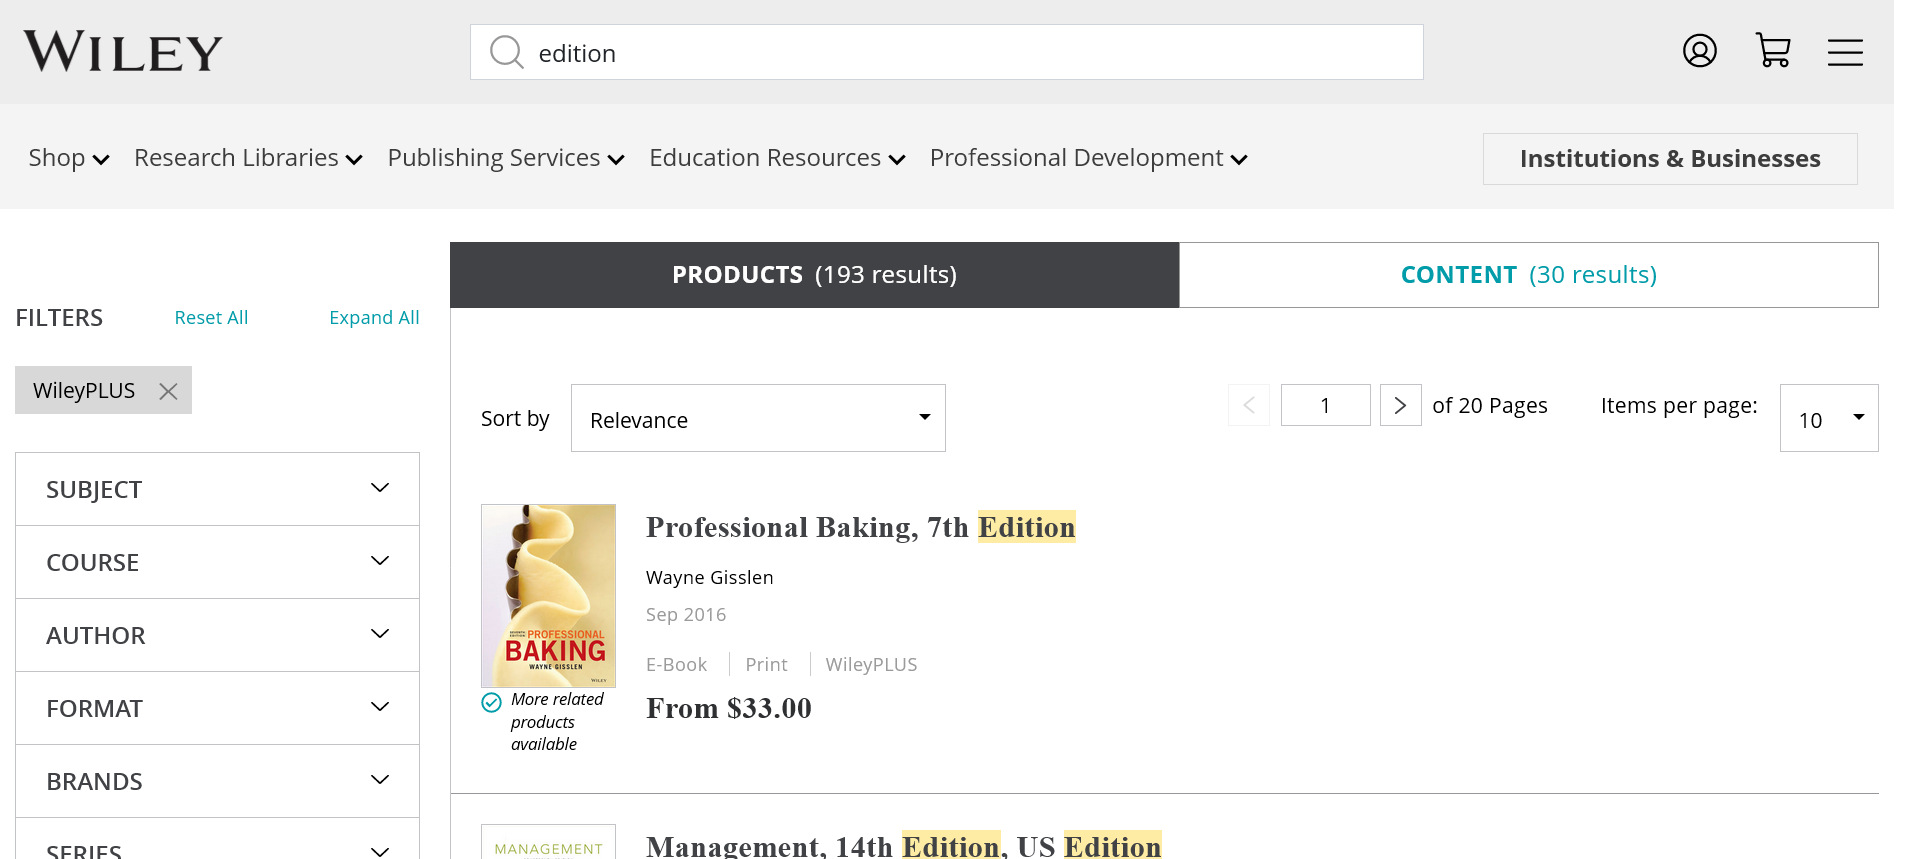 WILEY
edition
Shop
Research Libraries
Publishing Services
Education Resources
Professional Development
Institutions & Businesses
FILTERS
Reset All
Expand All
WileyPLUS
SUBJECT
COURSE
AUTHOR
FORMAT
BRANDS
SERIES
PRODUCTS (193 results)
CONTENT (30 results)
Sort by
Relevance
1
of 20 Pages
Items per page:
10
SEVENTH
EDITION
PROFESSIONAL
BAKING
WAYNE GISSLEN
WILEY
More related
products
available
Professional Baking, 7th Edition
Wayne Gisslen
Sep 2016
E-Book
Print
WileyPLUS
From $33.00
MANAGEMENT
Management, 14th Edition, US Edition